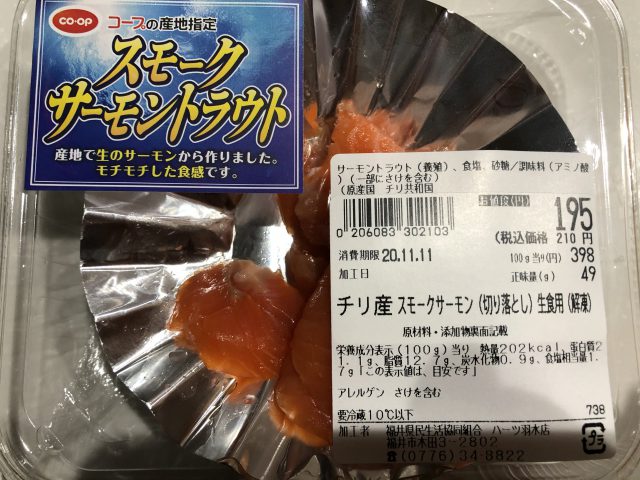 CO·OP コープの産地指定
スモーク
サーモントラウト
産地で生のサーモンから作りました。
モチモチした食感です。
サーモントラウト(養殖)、食塩、砂糖/調味料(アミノ酸
)(一部にさけを含む)
(原産国 チリ共和国
0 206083 302103
お値段(円) 195
(税込価格 210円
消費期限 20.11.11
100g当り(円) 398
加工日
正味量(g) 49
チリ産 スモークサーモン(切り落とし)生食用(解凍)
原材料・添加物裏面記載
栄養成分表示(100g)当り 熱量202kcal、蛋白質2
1.1g、脂質12.7g、炭水化物0.9g、食塩相当量1.
7g「この表示値は、目安です」
アレルゲン さけを含む
要冷蔵10℃以下
738
加工者 福井県民生活協同組合 ハーツ羽水店
福井市木田3-2802
☎(0776)34-8822
プラ